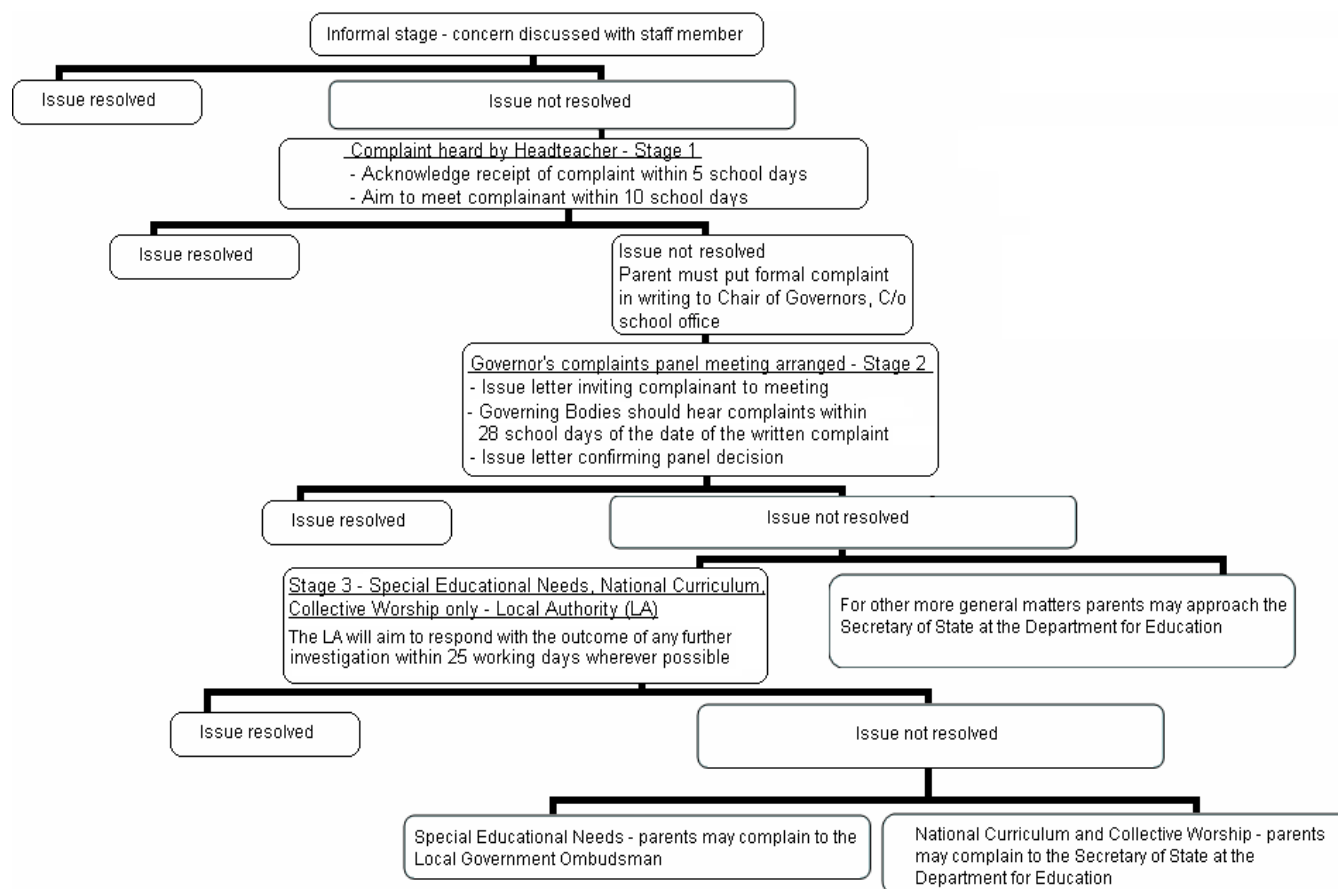 Informal stage - concern discussed with staff member
Issue resolved
Issue not resolved
Complaint heard by Headteacher - Stage 1
- Acknowledge receipt of complaint within 5 school days
- Aim to meet complainant within 10 school days
Issue resolved
Issue not resolved
Parent must put formal complaint
in writing to Chair of Governors, C/o
school office
Governor's complaints panel meeting arranged - Stage 2
- Issue letter inviting complainant to meeting
- Governing Bodies should hear complaints within
28 school days of the date of the written complaint
- Issue letter confirming panel decision
Issue resolved
Issue not resolved
Stage 3 - Special Educational Needs, National Curriculum,
Collective Worship only - Local Authority (LA)
The LA will aim to respond with the outcome of any further
investigation within 25 working days wherever possible
For other more general matters parents may approach the
Secretary of State at the Department for Education
Issue resolved
Issue not resolved
Special Educational Needs - parents may complain to the
Local Government Ombudsman
National Curriculum and Collective Worship - parents
may complain to the Secretary of State at the
Department for Education